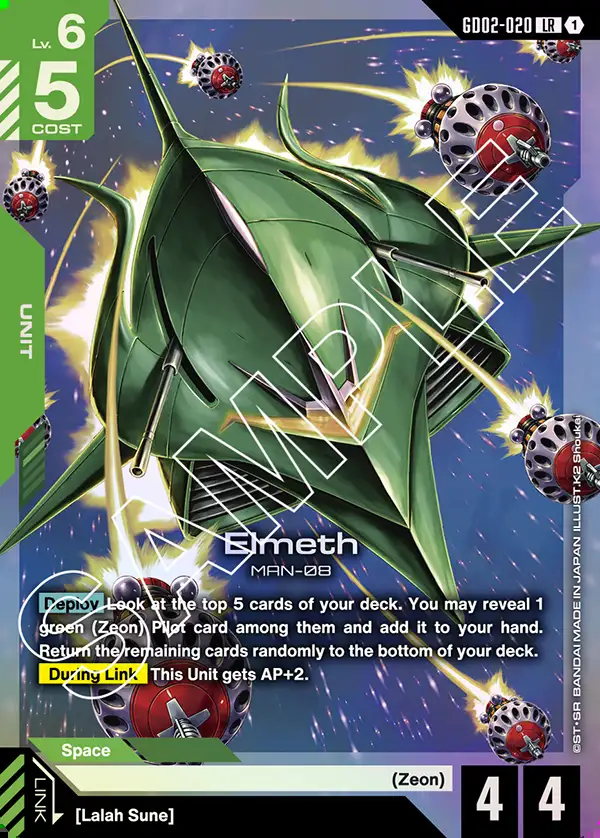 GD02-020 LR 1
Lv. 6
5
COST
UNIT
SAMPLE
Elmeth
MAN-08
Deploy Look at the top 5 cards of your deck. You may reveal 1
green (Zeon) Pilot card among them and add it to your hand.
Return the remaining cards randomly to the bottom of your deck.
During Link This Unit gets AP+2.
Space
(Zeon)
LINK
[Lalah Sune]
4 4
©ST・SR BANDAI MADE IN JAPAN ILLUST.K2 Shoukai